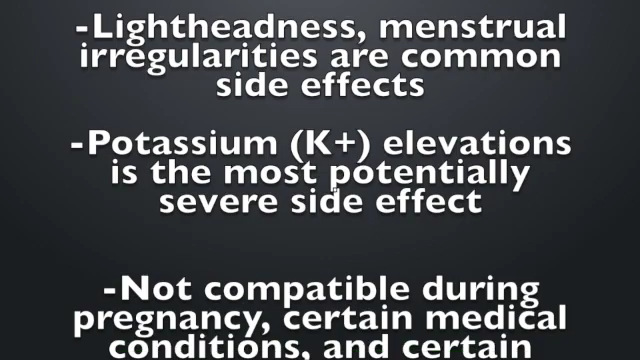 -Lightheadness, menstrual
irregularities are common
side effects
-Potassium (K+) elevations
is the most potentially
severe side effect
-Not compatible during
pregnancy, certain medical
conditions, and certain